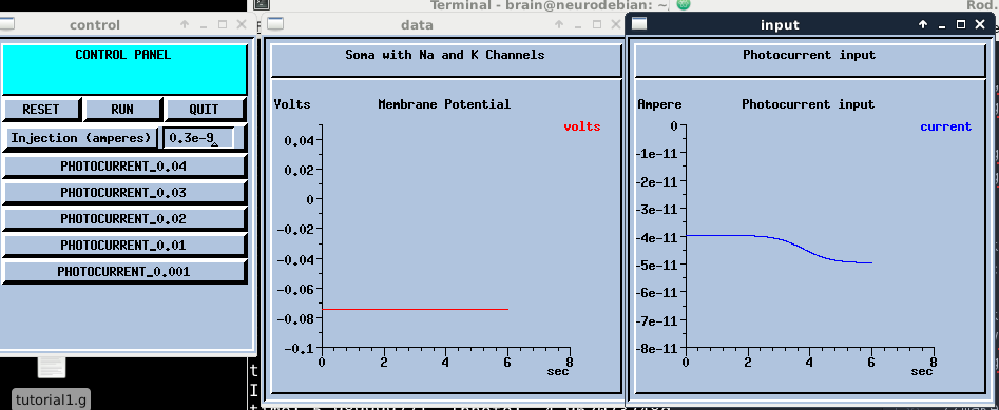 Terminal - brain@neurodebian: ~
Rod.
control
data
input
CONTROL PANEL
RESET
RUN
QUIT
Injection (amperes)
0.3e-9
PHOTOCURRENT_0.04
PHOTOCURRENT_0.03
PHOTOCURRENT_0.02
PHOTOCURRENT_0.01
PHOTOCURRENT_0.001
tutorial1.g
Soma with Na and K Channels
Volts
Membrane Potential
volts
0.04
0.02
0
-0.02
-0.04
-0.06
-0.08
-0.1
0 2 4 6 8
sec
Photocurrent input
Ampere
Photocurrent input
current
0
-1e-11
-2e-11
-3e-11
-4e-11
-5e-11
-6e-11
-7e-11
-8e-11
0 2 4 6 8
sec